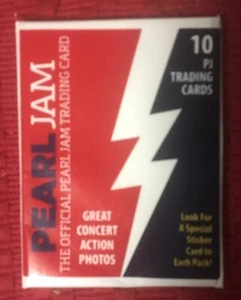 PEARL JAM
THE OFFICIAL PEARL JAM TRADING CARD
10
PJ
TRADING
CARDS
GREAT
CONCERT
ACTION
PHOTOS
Look For
A Special
Sticker
Card In
Each Pack!